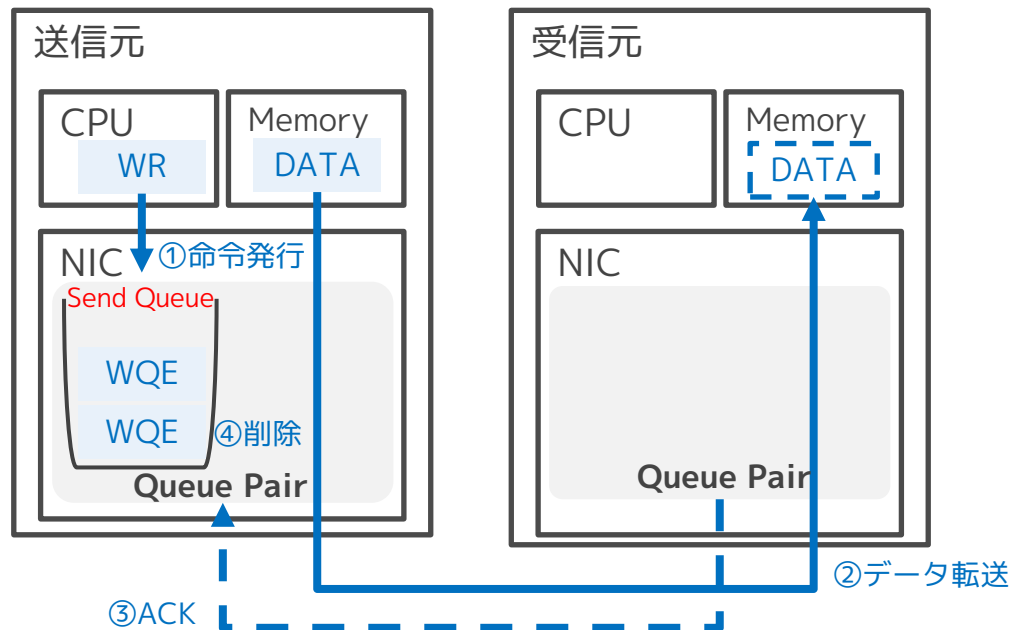 送信元
CPU
WR
Memory
DATA
①命令発行
NIC
Send Queue
WQE
WQE
④削除
Queue Pair
③ACK
受信元
CPU
Memory
DATA
NIC
Queue Pair
②データ転送